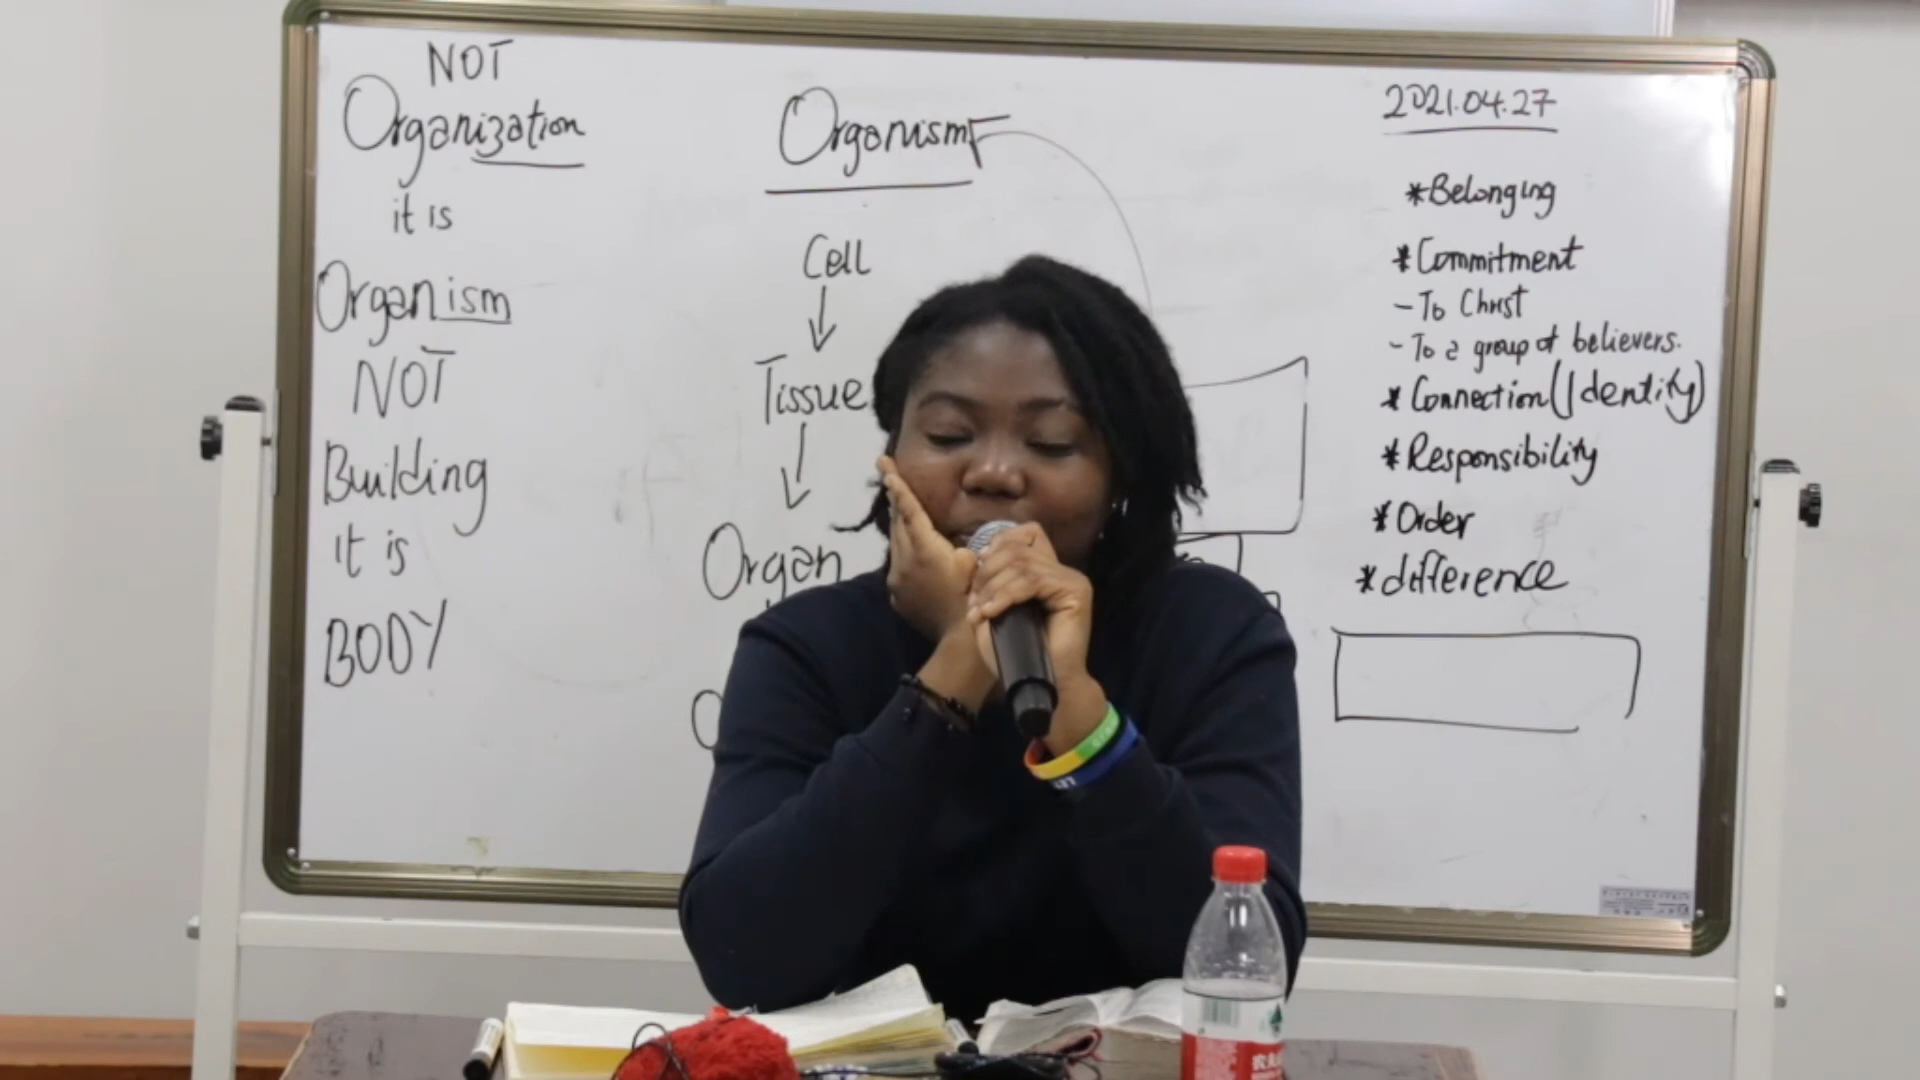 NOT
Organization
it is
Organism
NOT
Building
it is
BODY
Organism
Cell
Tissue
Organ
2021.04.27
*Belonging
*Commitment
- To Christ
- To a group of believers.
*Connection(Identity)
*Responsibility
*Order
*difference